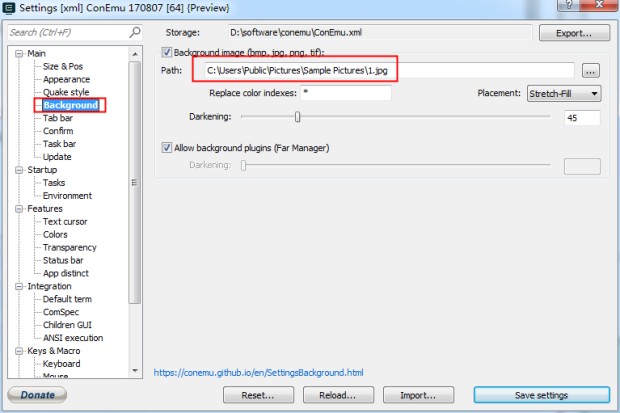 Settings [xml] ConEmu 170807 [64] {Preview}
Search (Ctrl+F)
Storage: D:\software\conemu\ConEmu.xml Export...
Main
Size & Pos
Appearance
Quake style
Background
Tab bar
Confirm
Task bar
Update
Startup
Tasks
Environment
Features
Text cursor
Colors
Transparency
Status bar
App distinct
Integration
Default term
ComSpec
Children GUI
ANSI execution
Keys & Macro
Keyboard
Mouse
Background image (bmp, jpg, png, tif):
Path: C:\Users\Public\Pictures\Sample Pictures\1.jpg ...
Replace color indexes: * Placement: Stretch-Fill
Darkening: 45
Allow background plugins (Far Manager)
Darkening:
https://conemu.github.io/en/SettingsBackground.html
Donate Reset... Reload... Import... Save settings